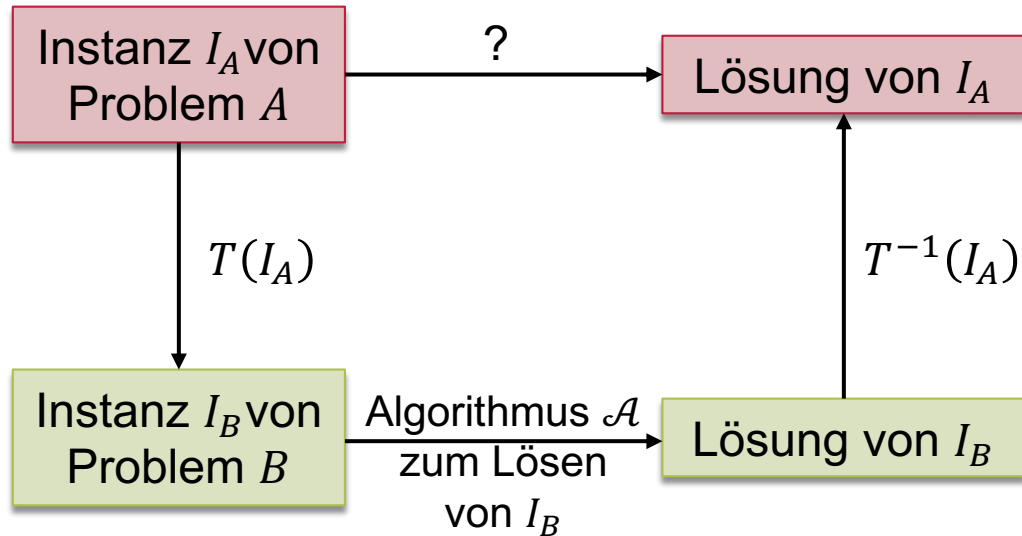 Instanz $I_A$ von
Problem $A$
?
Lösung von $I_A$
$T(I_A)$
$T^{-1}(I_A)$
Instanz $I_B$ von
Problem $B$
Algorithmus $\mathcal{A}$
zum Lösen
von $I_B$
Lösung von $I_B$